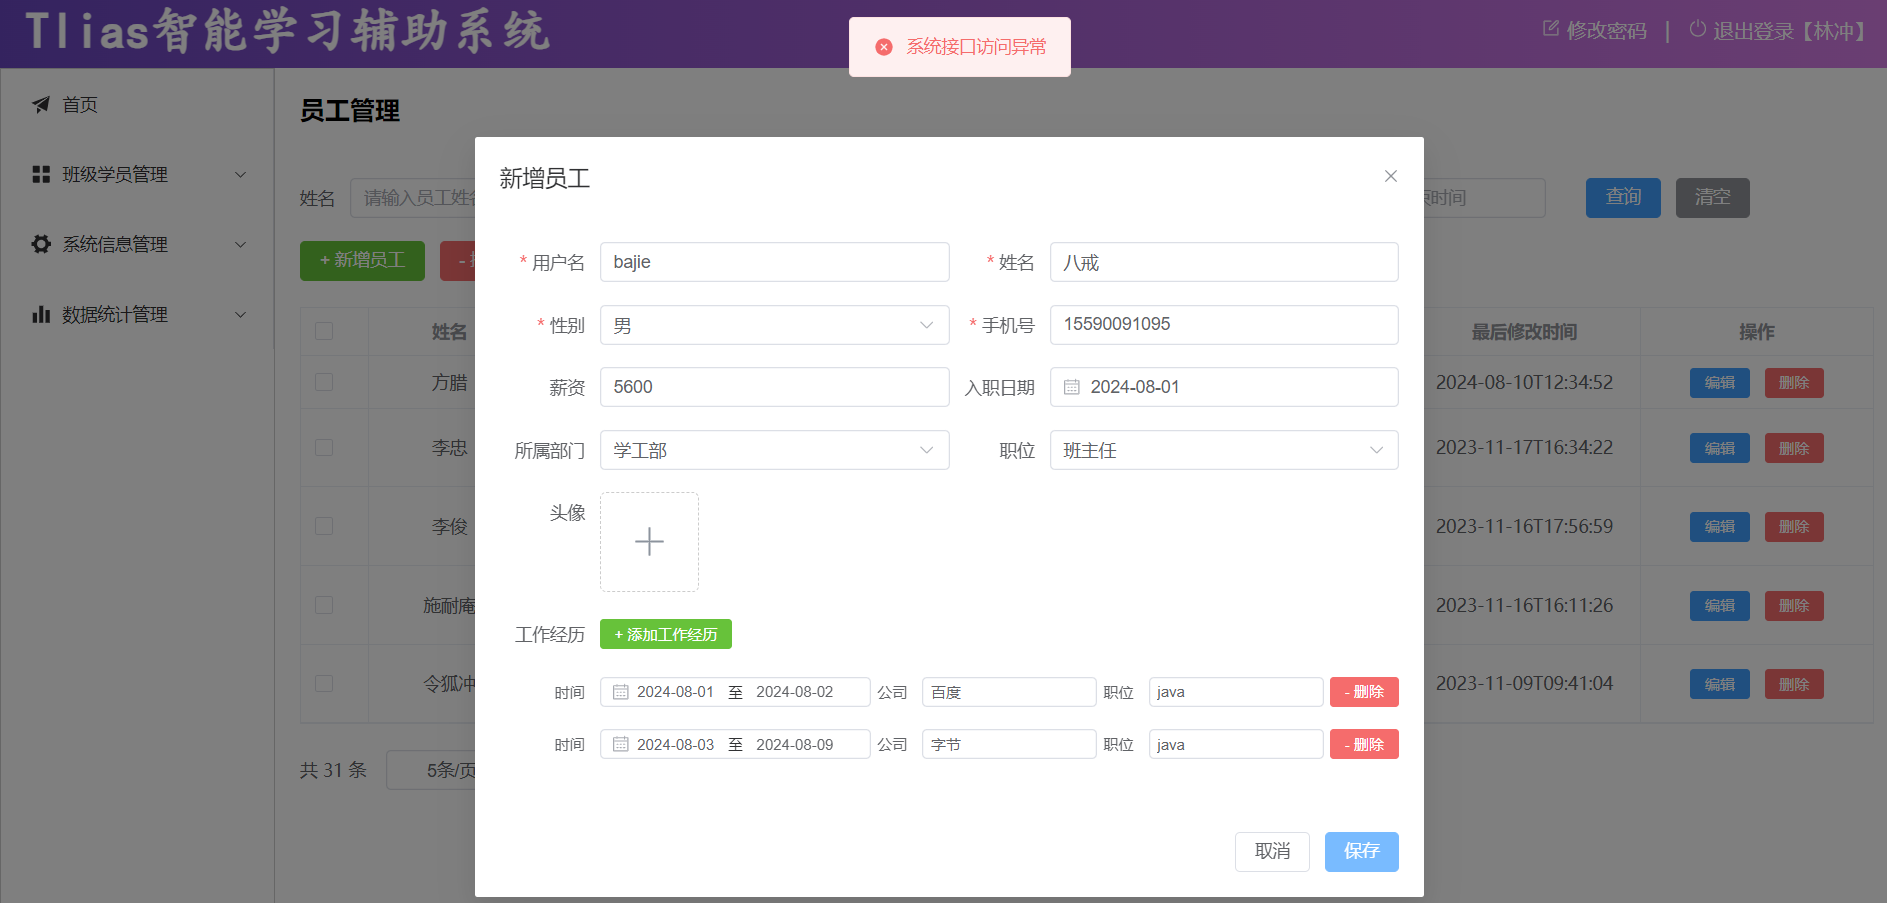 Tlias智能学习辅助系统
系统接口访问异常
修改密码 | 退出登录【林冲】
首页
班级学员管理
系统信息管理
数据统计管理
员工管理
姓名 请输入员工姓名
时间 查询 清空
+ 新增员工 -
姓名 最后修改时间 操作
方腊 2024-08-10T12:34:52 编辑 删除
李忠 2023-11-17T16:34:22 编辑 删除
李俊 2023-11-16T17:56:59 编辑 删除
施耐庵 2023-11-16T16:11:26 编辑 删除
令狐冲 2023-11-09T09:41:04 编辑 删除
共 31 条 5条/页
新增员工
* 用户名 bajie * 姓名 八戒
* 性别 男 * 手机号 15590091095
薪资 5600 入职日期 2024-08-01
所属部门 学工部 职位 班主任
头像
工作经历 + 添加工作经历
时间 2024-08-01 至 2024-08-02 公司 百度 职位 java - 删除
时间 2024-08-03 至 2024-08-09 公司 字节 职位 java - 删除
取消 保存